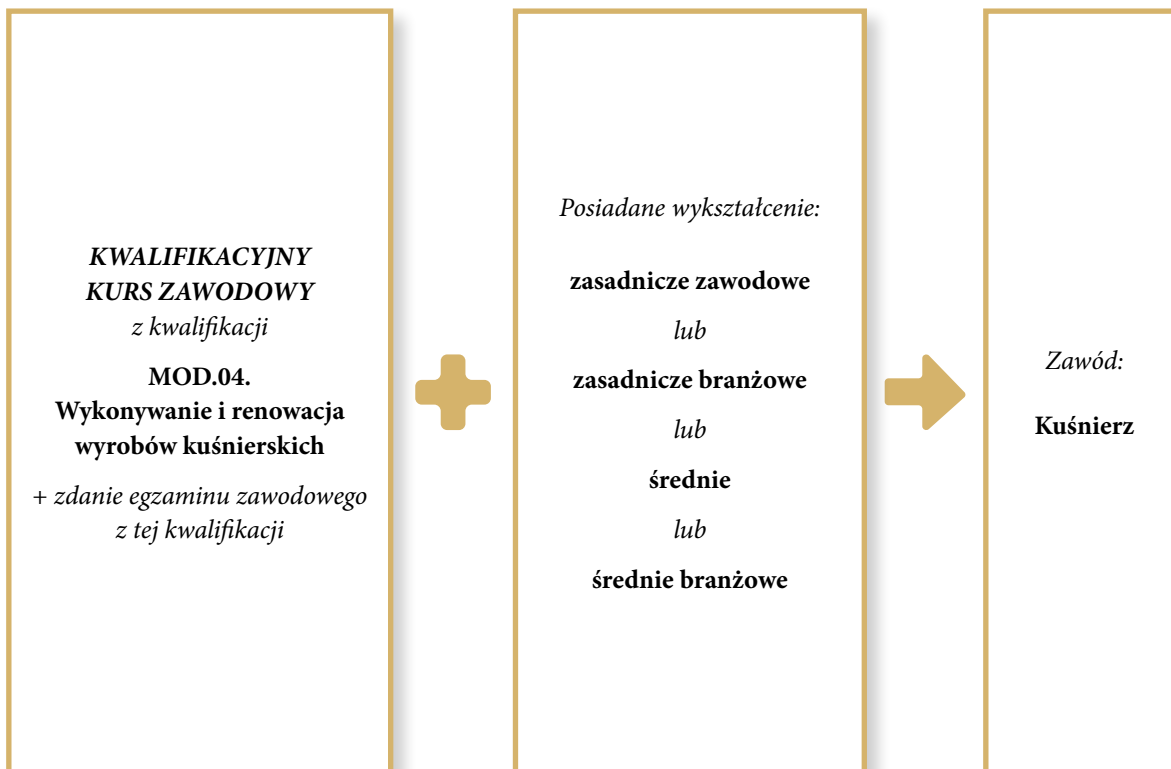 KWALIFIKACYJNY
KURS ZAWODOWY
z kwalifikacji
MOD.04.
Wykonywanie i renowacja
wyrobów kuśnierskich
+ zdanie egzaminu zawodowego
z tej kwalifikacji
Posiadane wykształcenie:
zasadnicze zawodowe
lub
zasadnicze branżowe
lub
średnie
lub
średnie branżowe
Zawód:
Kuśnierz